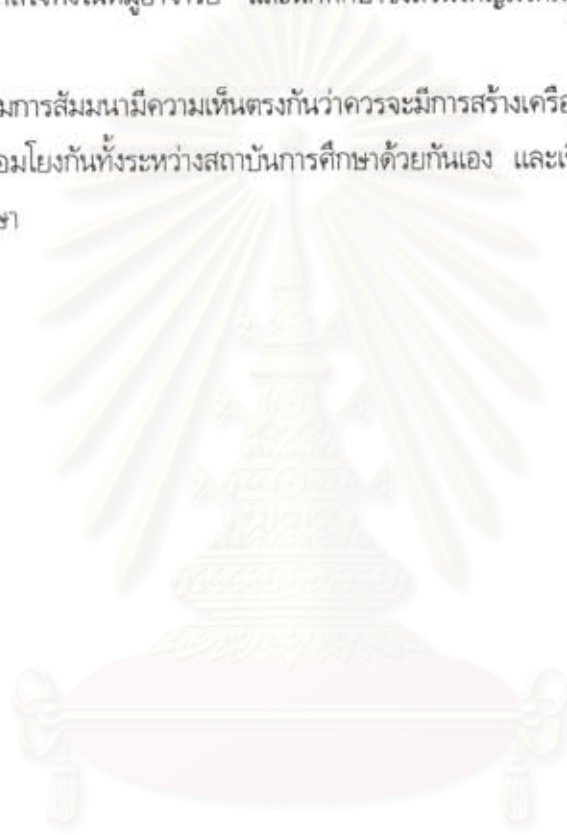 และ
มการสัมมนามีความเห็นตรงกันว่าควรจะมีการสร้างเครือ
อมโยงกันทั้งระหว่างสถาบันการศึกษาด้วยกันเอง และเ
ษา